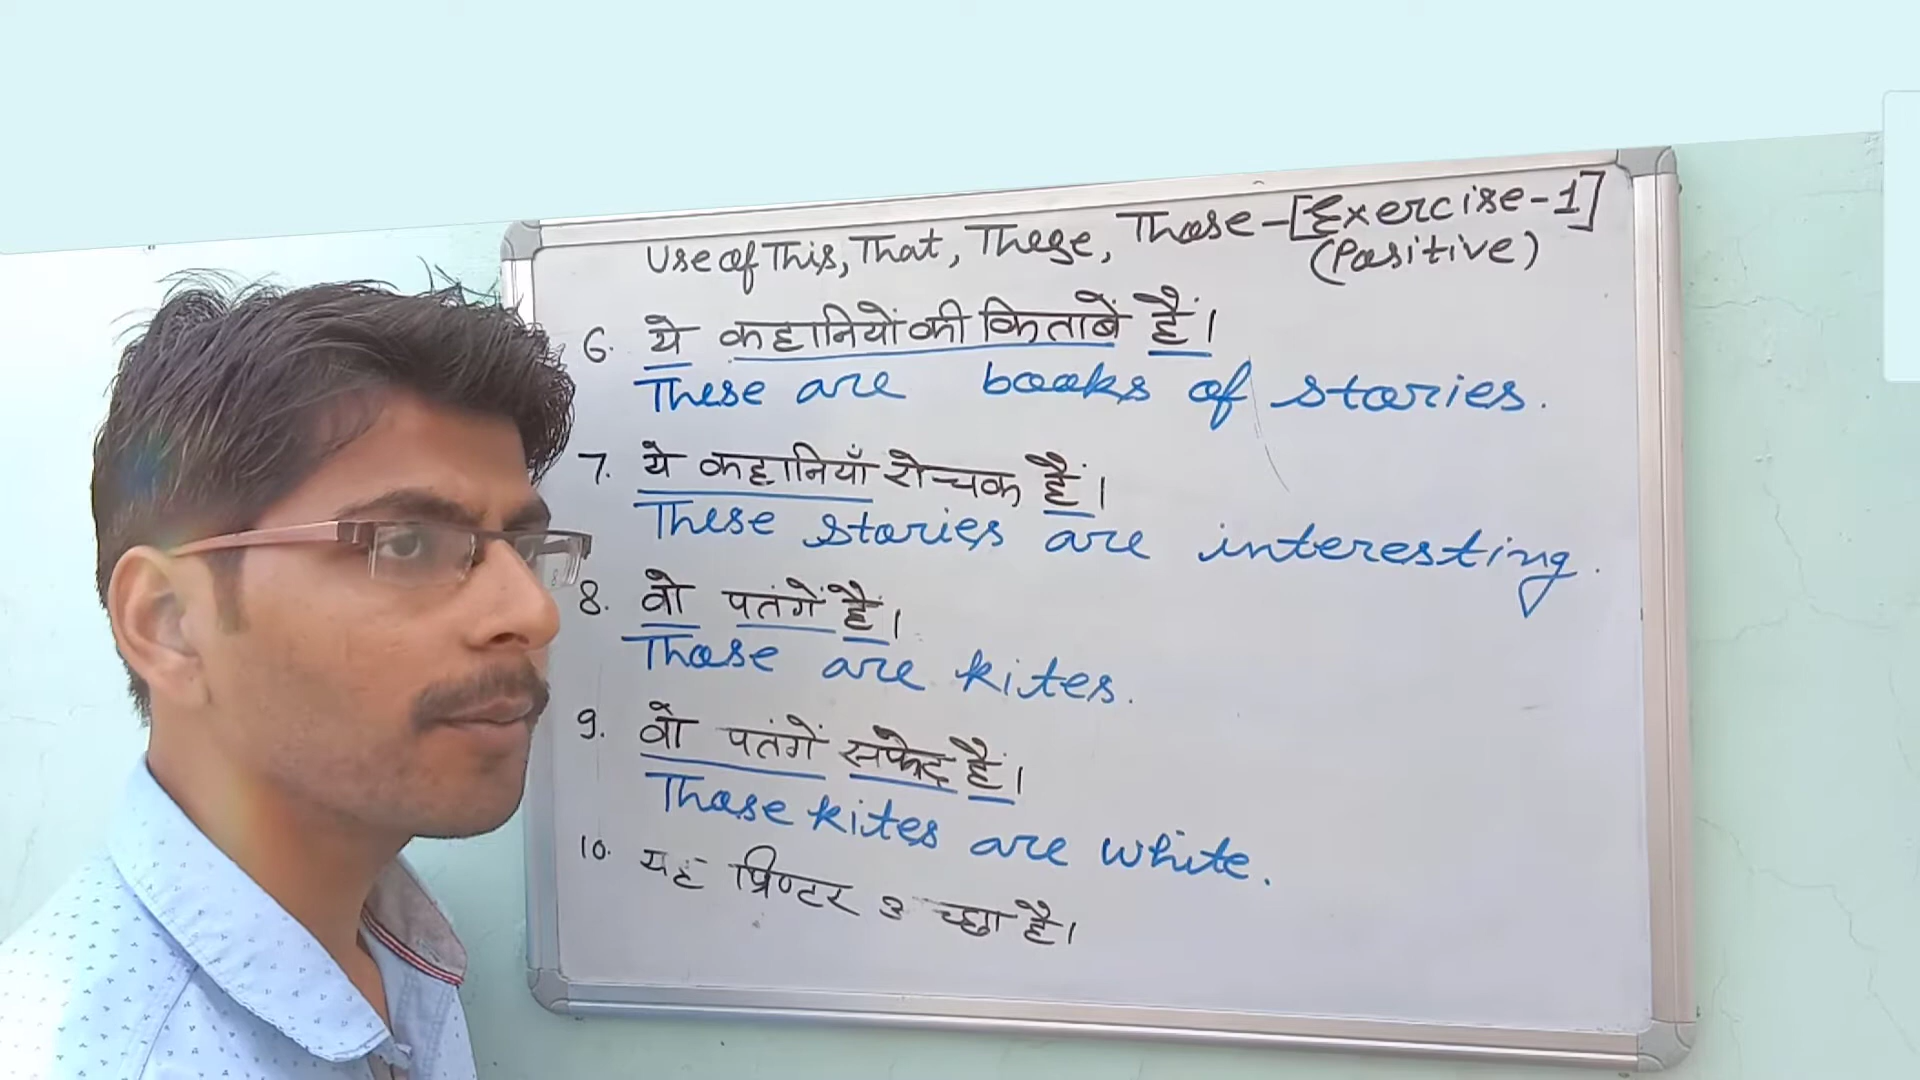 Use of This, That, These, Those-[Exercise-1]
(Positive)
6. ये कहानियों की किताबें हैं।
These are books of stories.
7. ये कहानियाँ रोचक हैं।
These stories are interesting.
8. वो पतंगें हैं।
Those are kites.
9. वो पतंगें सफेद हैं।
Those kites are white.
10. यह प्रिण्टर अच्छा है।